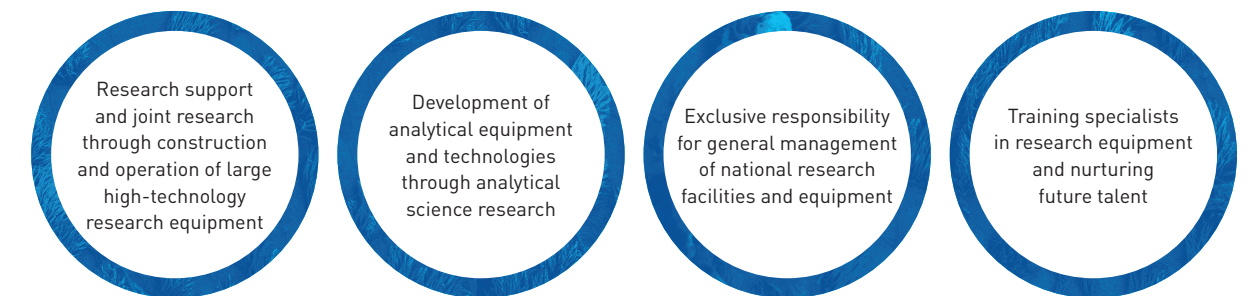 Research support
and joint research
through construction
and operation of large
high-technology
research equipment
Development of
analytical equipment
and technologies
through analytical
science research
Exclusive responsibility
for general management
of national research
facilities and equipment
Training specialists
in research equipment
and nurturing
future talent